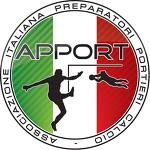 ASSOCIAZIONE ITALIANA PREPARATORI PORTIERI CALCIO -
APPORT